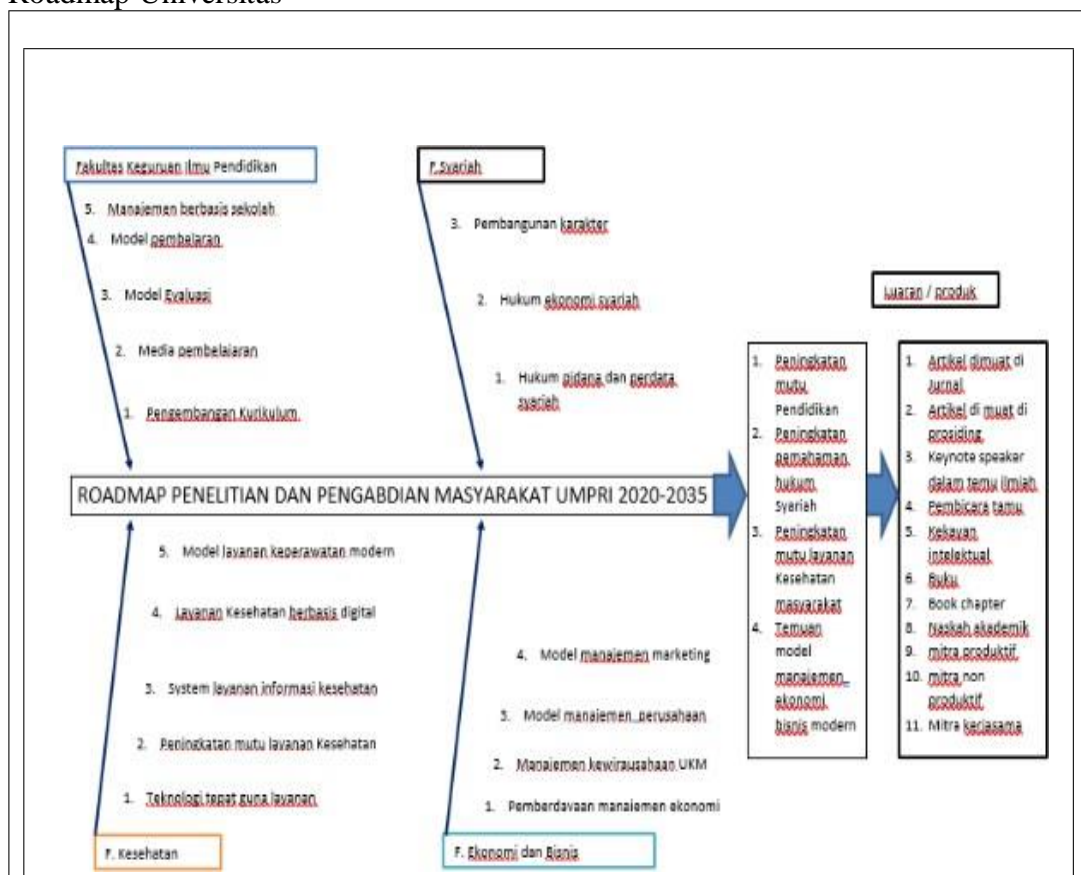 Roadmap Universitas
Fakultas Keguruan Ilmu Pendidikan
5. Manajemen berbasis sekolah
4. Model pembelaran
3. Model Evaluasi
2. Media pembelajaran
1. Pengembangan Kurikulum
F.Syariah
3. Pembangunan karakter
2. Hukum ekonomi syariah
1. Hukum pidana dan perdata
syariah
ROADMAP PENELITIAN DAN PENGABDIAN MASYARAKAT UMPRI 2020-2035
5. Model layanan keperawatan modern
4. Layanan Kesehatan berbasis digital
3. System layanan informasi kesehatan
2. Peningkatan mutu layanan Kesehatan
1. Teknologi tepat guna layanan
F. Kesehatan
4. Model manajemen marketing
3. Model manajemen perusahaan
2. Manajemen kewirausahaan UKM
1. Pemberdayaan manajemen ekonomi
F. Ekonomi dan Bisnis
1. Peningkatan
mutu
Pendidikan
2. Peningkatan
pemahaman
hukum
Syariah
3. Peningkatan
mutu layanan
Kesehatan
masyarakat
4. Temuan
model
manajemen
ekonomi
bisnis modern
Luaran / produk
1. Artikel dimuat di
Jurnal
2. Artikel di muat di
prosiding
3. Keynote speaker
dalam temu ilmiah
4. Pembicara tamu
5. Kekayan
intelektual
6. Buku
7. Book chapter
8. Naskah akademik
9. mitra produktif
10. mitra non
produktif
11. Mitra kerjasama